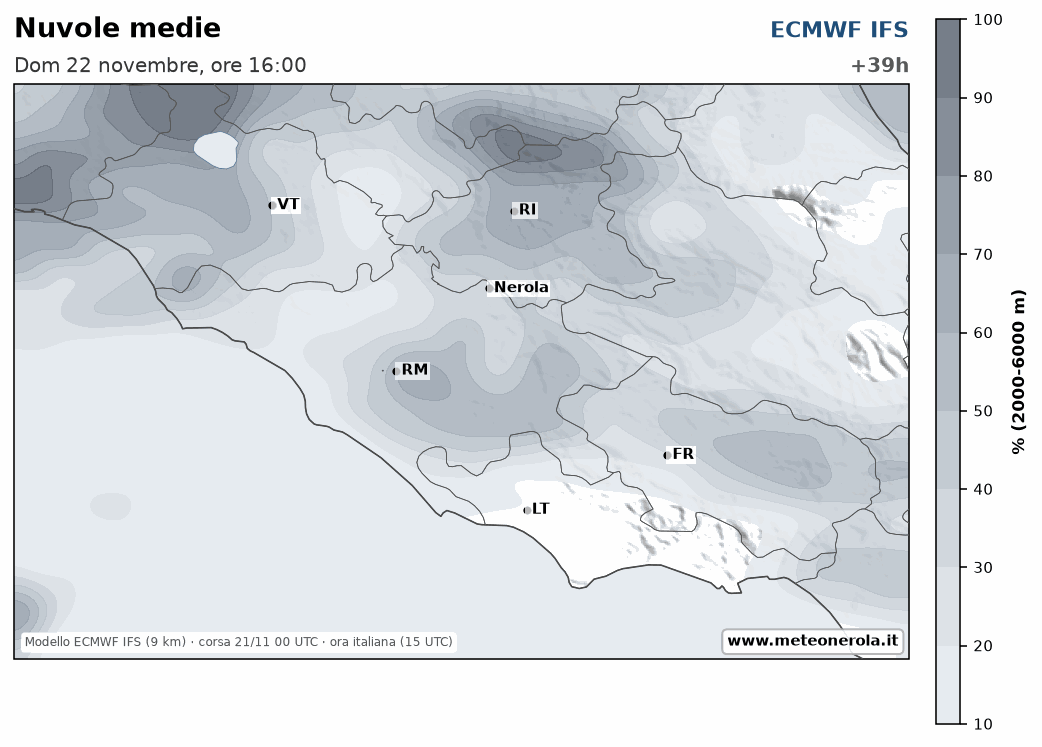 Nuvole medie
ECMWF IFS
Dom 22 novembre, ore 16:00
+39h
VT
RI
Nerola
RM
FR
LT
Modello ECMWF IFS (9 km) · corsa 21/11 00 UTC · ora italiana (15 UTC)
www.meteonerola.it
100
90
80
70
60
50
40
30
20
10
% (2000-6000 m)